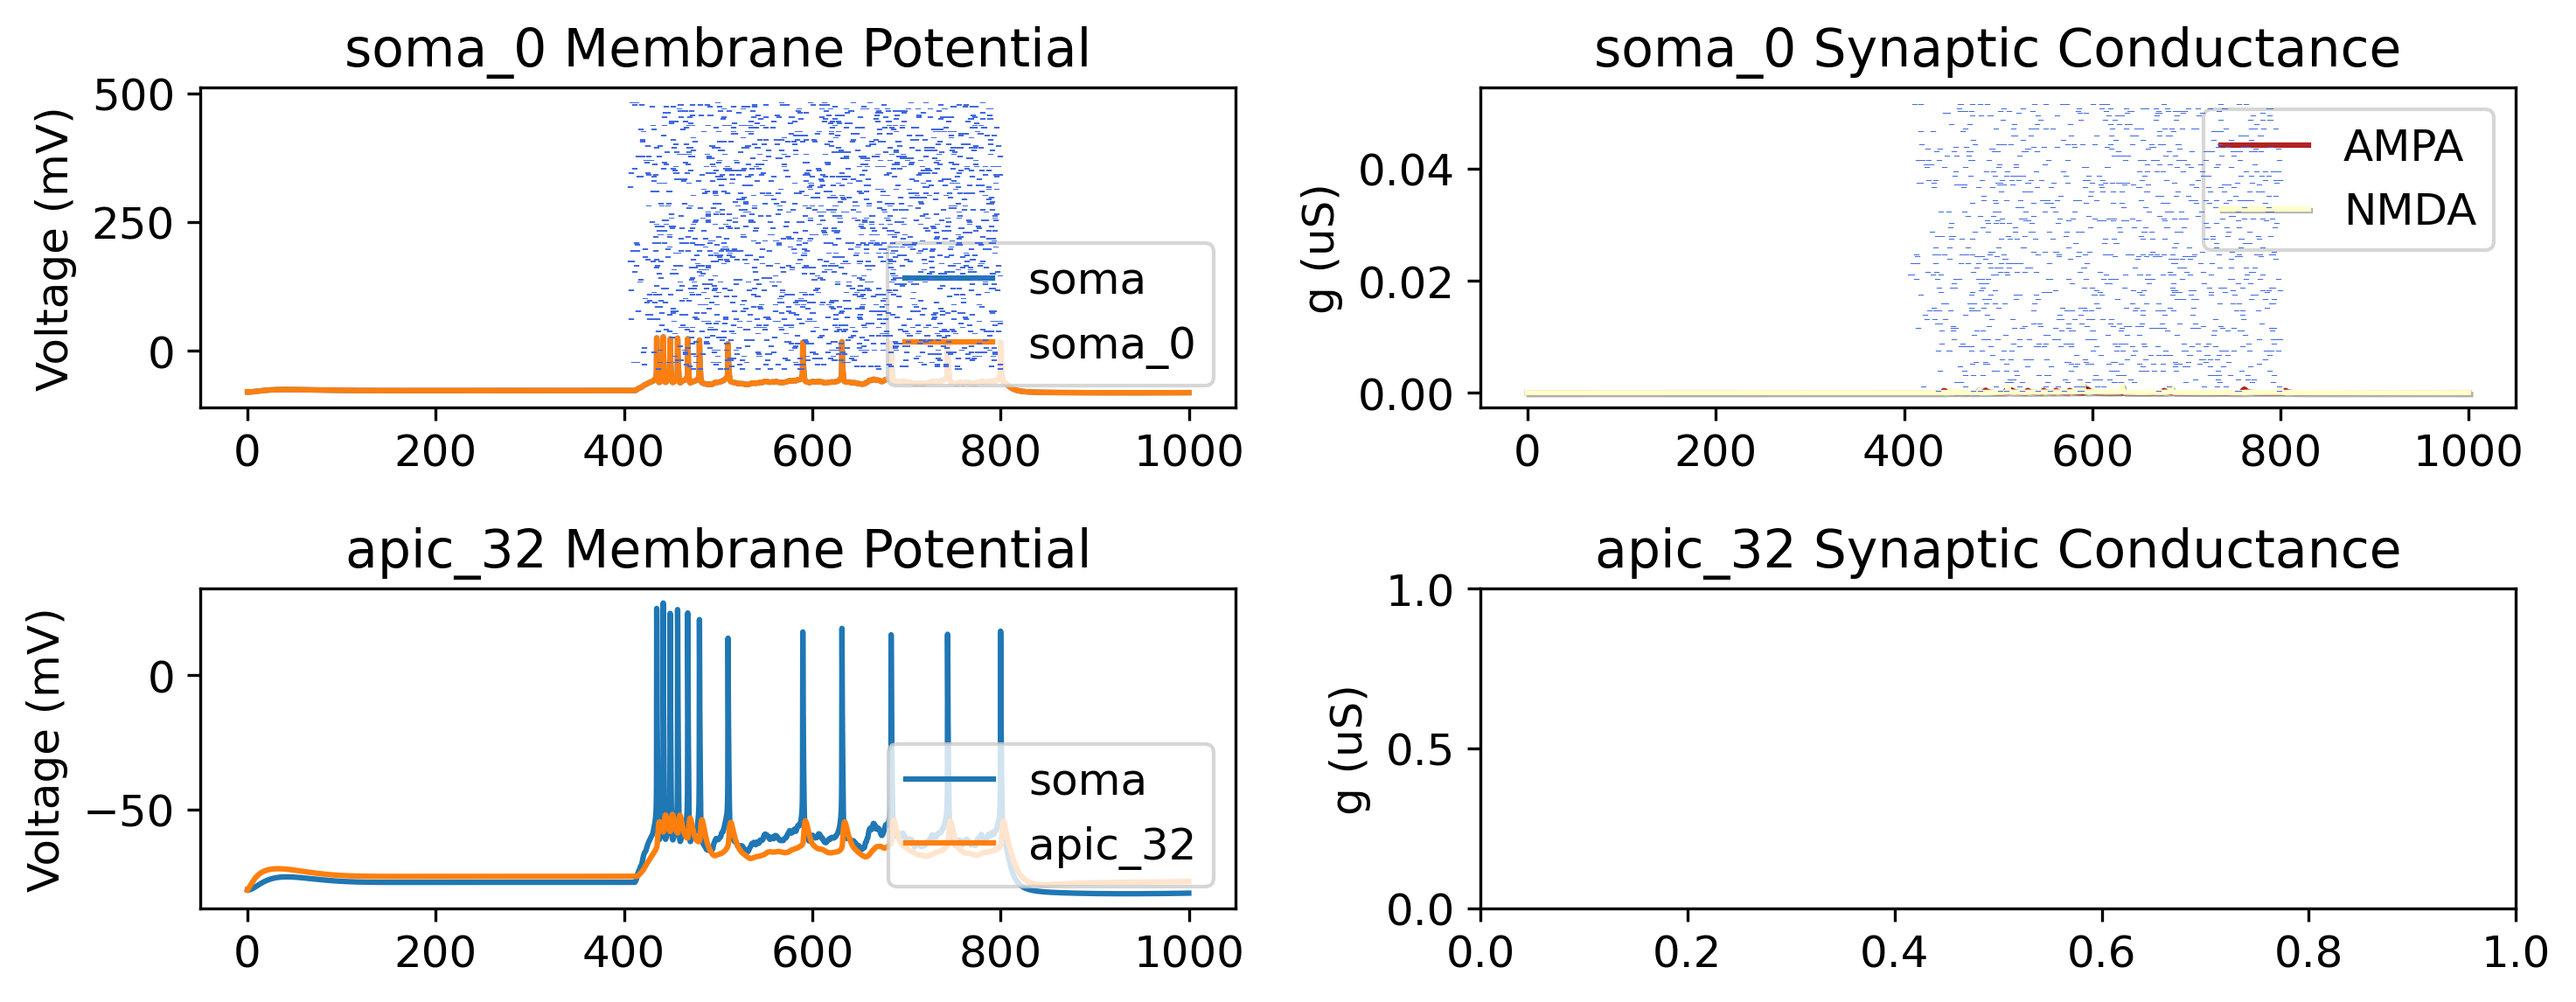 soma_0 Membrane Potential
Voltage (mV)
500
250
0
soma
soma_0
0 200 400 600 800 1000
soma_0 Synaptic Conductance
g (uS)
0.04
0.02
0.00
AMPA
NMDA
0 200 400 600 800 1000
apic_32 Membrane Potential
Voltage (mV)
0
−50
soma
apic_32
0 200 400 600 800 1000
apic_32 Synaptic Conductance
g (uS)
1.0
0.5
0.0
0.0 0.2 0.4 0.6 0.8 1.0